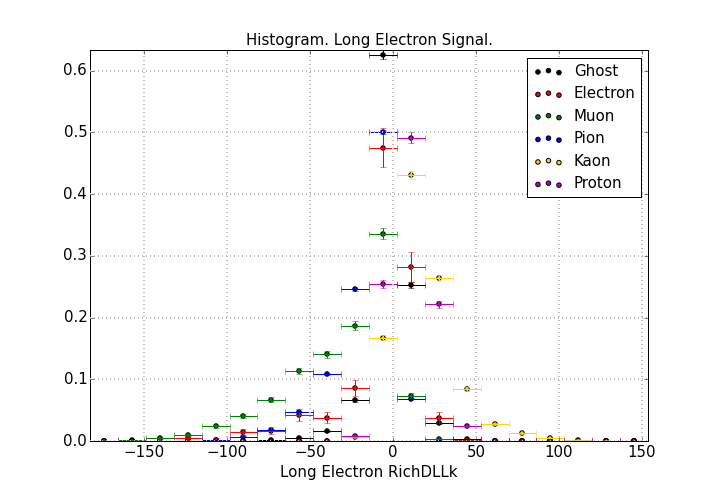 Histogram. Long Electron Signal.
0.6
0.5
0.4
0.3
0.2
0.1
0.0
Ghost
Electron
Muon
Pion
Kaon
Proton
−150 −100 −50 0 50 100 150
Long Electron RichDLLk